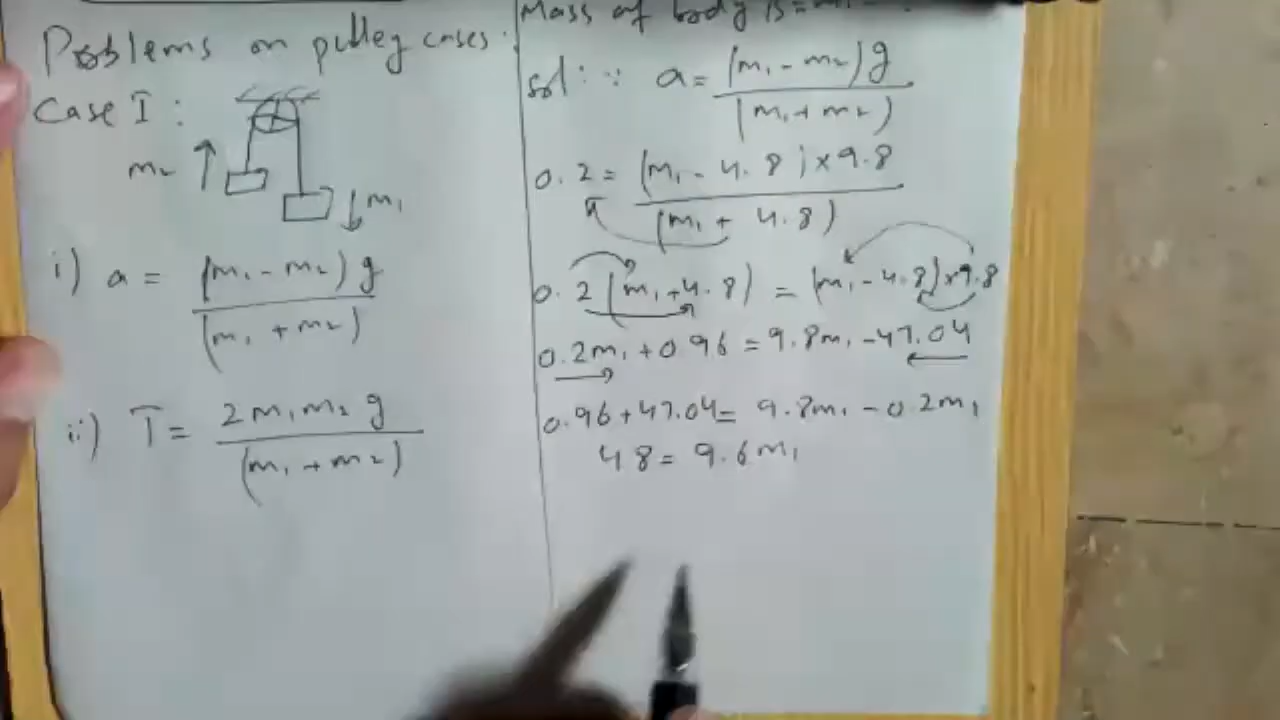 Problems on pulley cases.
Case I :
m₂
m₁
i) a = (m₁ - m₂) g / (m₁ + m₂)
ii) T = 2 m₁ m₂ g / (m₁ + m₂)
Mass of body is =
sol: ∵ a = (m₁ - m₂) g / (m₁ + m₂)
0.2 = (m₁ - 4.8) × 9.8 / (m₁ + 4.8)
0.2 (m₁ + 4.8) = (m₁ - 4.8) × 9.8
0.2m₁ + 0.96 = 9.8m₁ - 47.04
0.96 + 47.04 = 9.8m₁ - 0.2m₁
48 = 9.6m₁